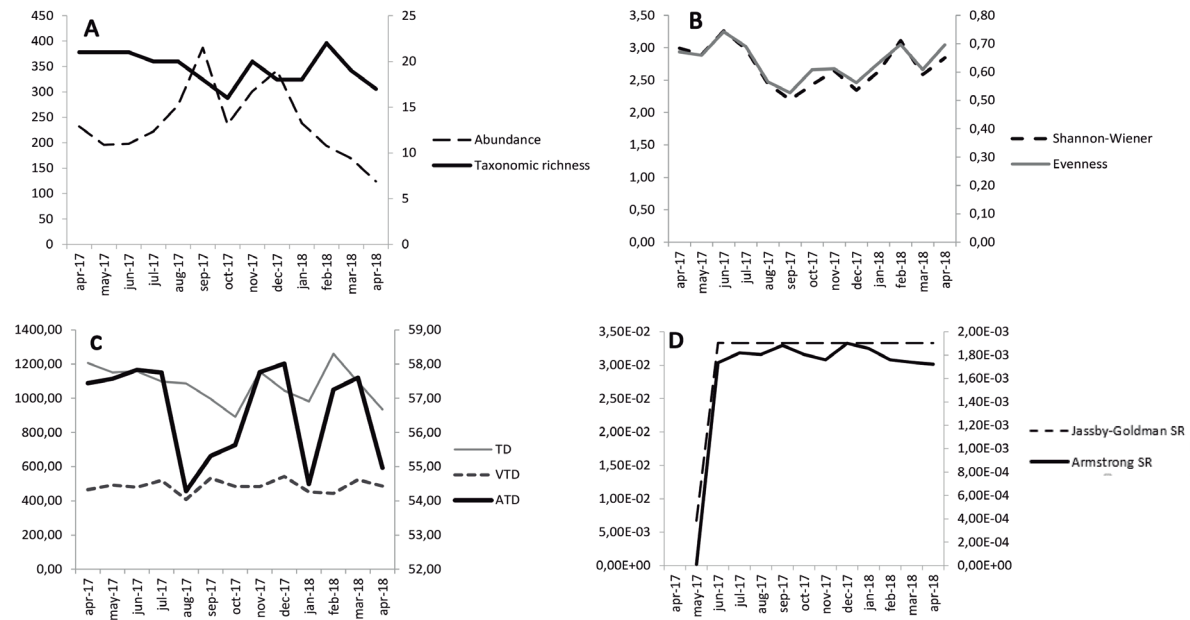 A
450
400
350
300
250
200
150
100
50
0
25
20
15
10
5
0
apr-17
may-17
jun-17
jul-17
aug-17
sep-17
oct-17
nov-17
dec-17
jan-18
feb-18
mar-18
apr-18
Abundance
Taxonomic richness
B
3,50
3,00
2,50
2,00
1,50
1,00
0,50
0,00
0,80
0,70
0,60
0,50
0,40
0,30
0,20
0,10
0,00
apr-17
may-17
jun-17
jul-17
aug-17
sep-17
oct-17
nov-17
dec-17
jan-18
feb-18
mar-18
apr-18
Shannon-Wiener
Evenness
C
1400,00
1200,00
1000,00
800,00
600,00
400,00
200,00
0,00
59,00
58,00
57,00
56,00
55,00
54,00
53,00
52,00
apr-17
may-17
jun-17
jul-17
aug-17
sep-17
oct-17
nov-17
dec-17
jan-18
feb-18
mar-18
apr-18
TD
VTD
ATD
D
3,50E-02
3,00E-02
2,50E-02
2,00E-02
1,50E-02
1,00E-02
5,00E-03
0,00E+00
2,00E-03
1,80E-03
1,60E-03
1,40E-03
1,20E-03
1,00E-03
8,00E-04
6,00E-04
4,00E-04
2,00E-04
0,00E+00
apr-17
may-17
jun-17
jul-17
aug-17
sep-17
oct-17
nov-17
dec-17
jan-18
feb-18
mar-18
apr-18
Jassby-Goldman SR
Armstrong SR